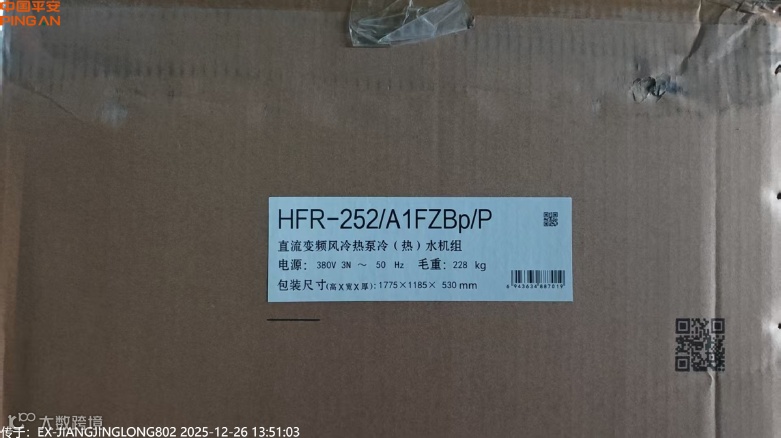 中国平安
PING AN
HFR-252/A1FZBp/P
直流变频风冷热泵冷（热）水机组
电源: 380V 3N ～ 50 Hz 毛重: 228 kg
包装尺寸(高X宽X厚): 1775×1185× 530 mm
大数跨境
传于: EX-JIANGJINGLONG802 2025-12-26 13:51:03